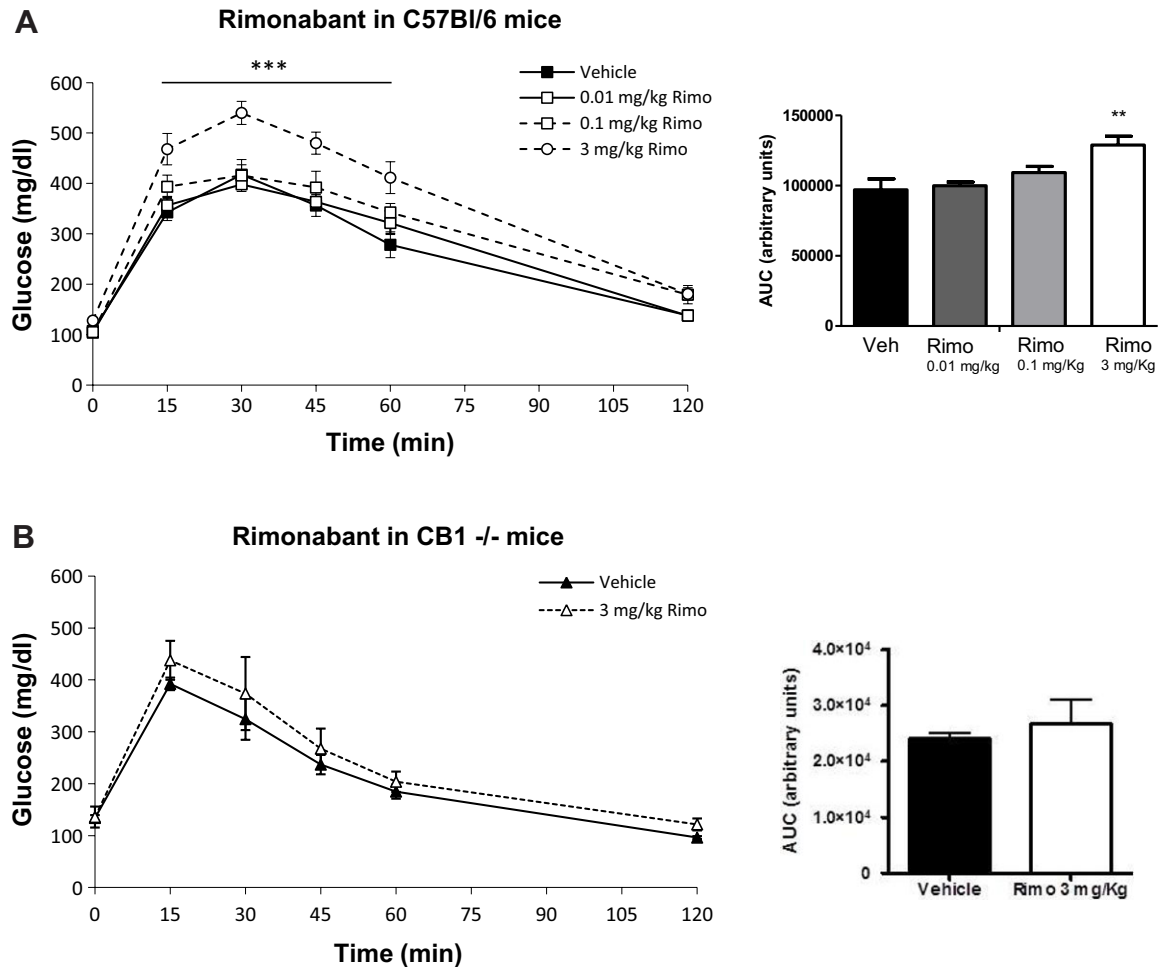 A
Rimonabant in C57Bl/6 mice
***
Vehicle
0.01 mg/kg Rimo
0.1 mg/kg Rimo
3 mg/kg Rimo
Glucose (mg/dl)
600
500
400
300
200
100
0
0 15 30 45 60 75 90 105 120
Time (min)
**
AUC (arbitrary units)
150000
100000
50000
0
Veh Rimo Rimo Rimo
0.01 mg/kg 0.1 mg/Kg 3 mg/Kg
B
Rimonabant in CB1 -/- mice
Vehicle
3 mg/kg Rimo
Glucose (mg/dl)
600
500
400
300
200
100
0
0 15 30 45 60 75 90 105 120
Time (min)
AUC (arbitrary units)
4.0×10⁴
3.0×10⁴
2.0×10⁴
1.0×10⁴
0
Vehicle Rimo 3 mg/Kg